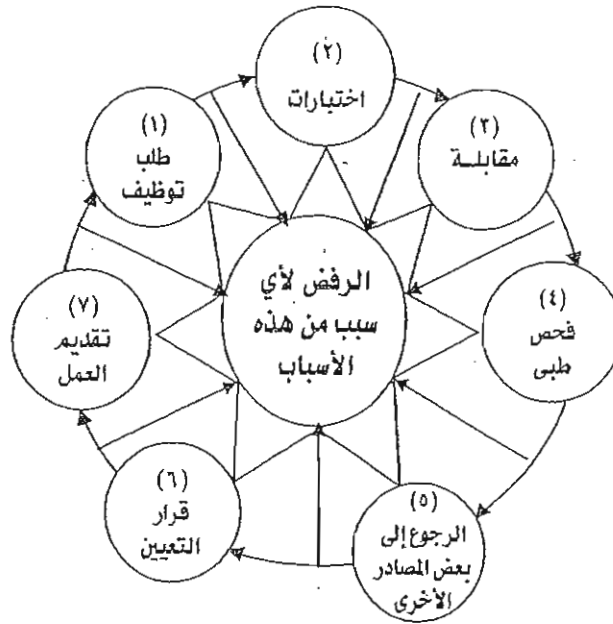 (١)
طلب
توظيف
(٢)
اختبارات
(٣)
مقابلة
(٤)
فحص
طبى
(٥)
الرجوع إلى
بعض المصادر
الأخرى
(٦)
قرار
التعيين
(٧)
تقديم
العمل
الرفض لأي
سبب من هذه
الأسباب